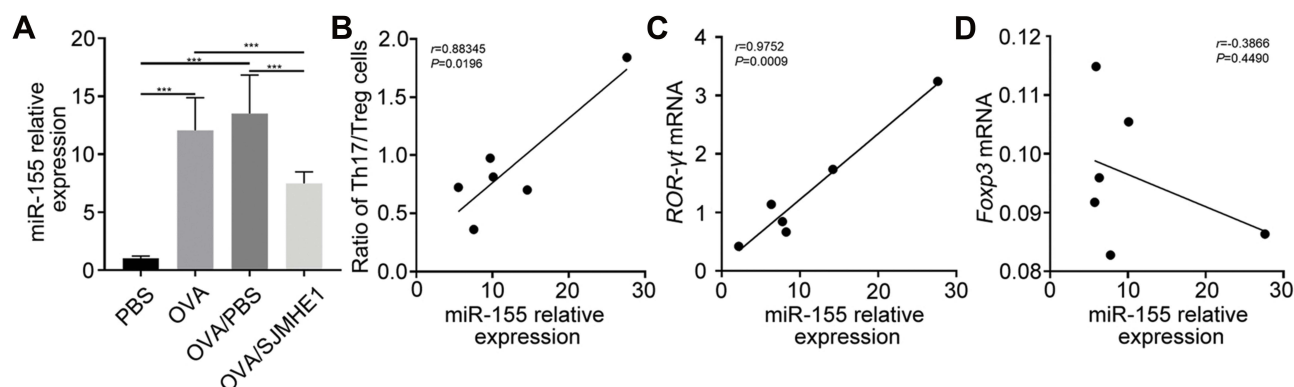 A
miR-155 relative
expression
20
15
10
5
0
***
***
***
***
PBS
OVA
OVA/PBS
OVA/SJMHE1
B
Ratio of Th17/Treg cells
2.0
1.5
1.0
0.5
0.0
r=0.88345
P=0.0196
0
10
20
30
miR-155 relative
expression
C
ROR-γt mRNA
4
3
2
1
0
r=0.9752
P=0.0009
0
10
20
30
miR-155 relative
expression
D
Foxp3 mRNA
0.12
0.11
0.10
0.09
0.08
r=-0.3866
P=0.4490
0
10
20
30
miR-155 relative
expression